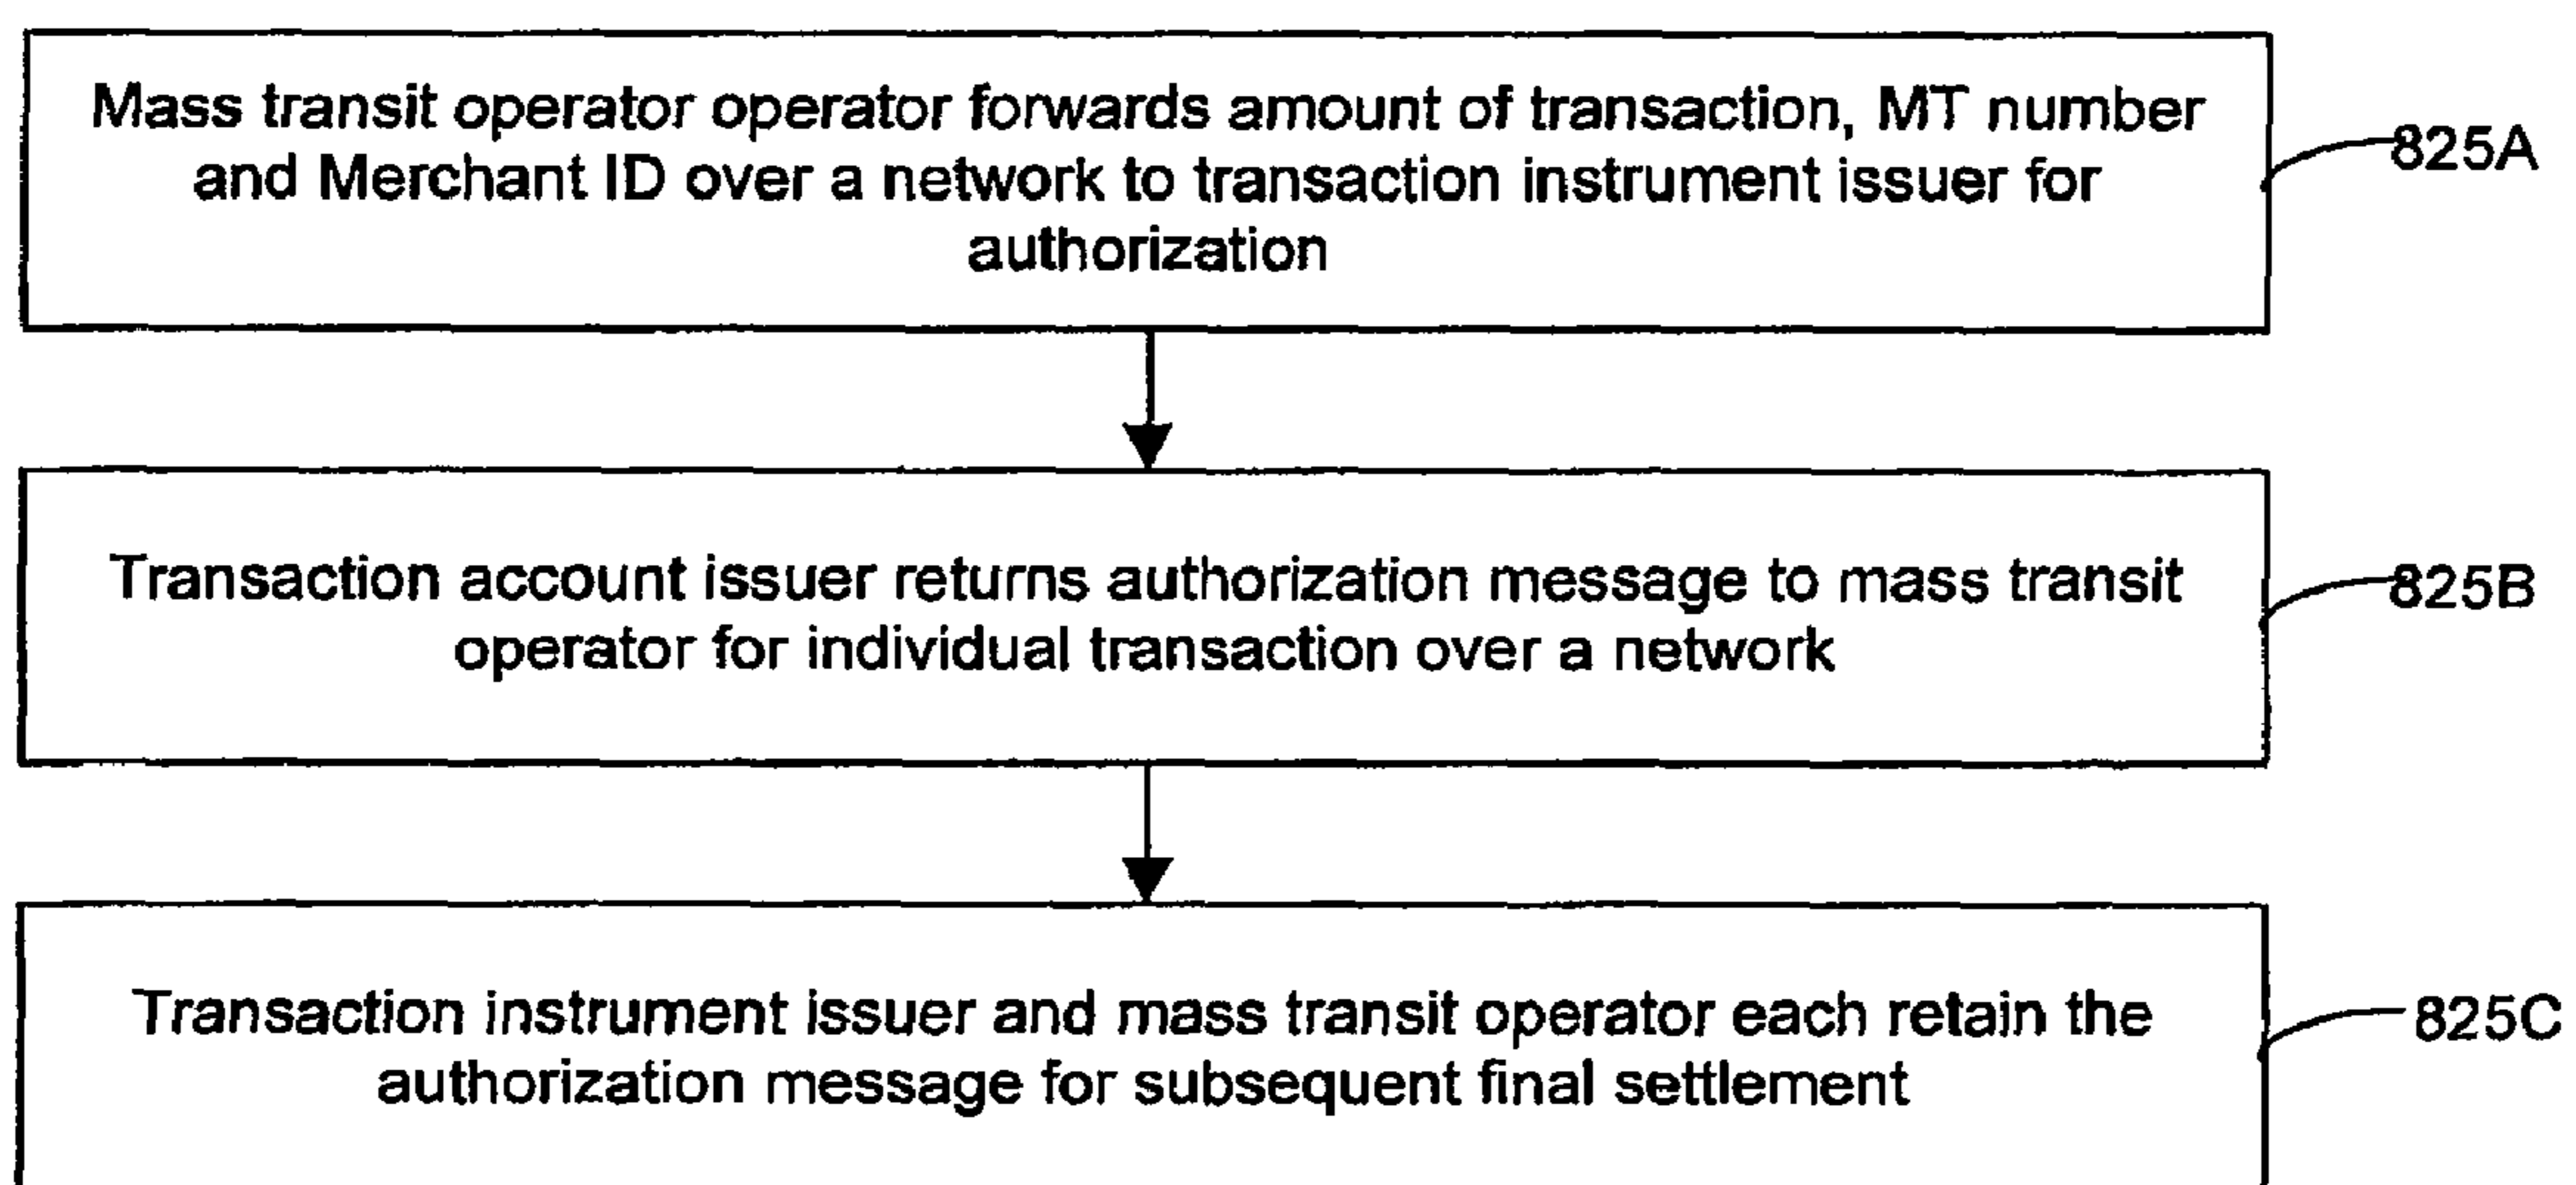 Mass transit operator operator forwards amount of transaction, MT number
and Merchant ID over a network to transaction instrument issuer for
authorization
825A
Transaction account issuer returns authorization message to mass transit
operator for individual transaction over a network
825B
Transaction instrument issuer and mass transit operator each retain the
authorization message for subsequent final settlement
825C